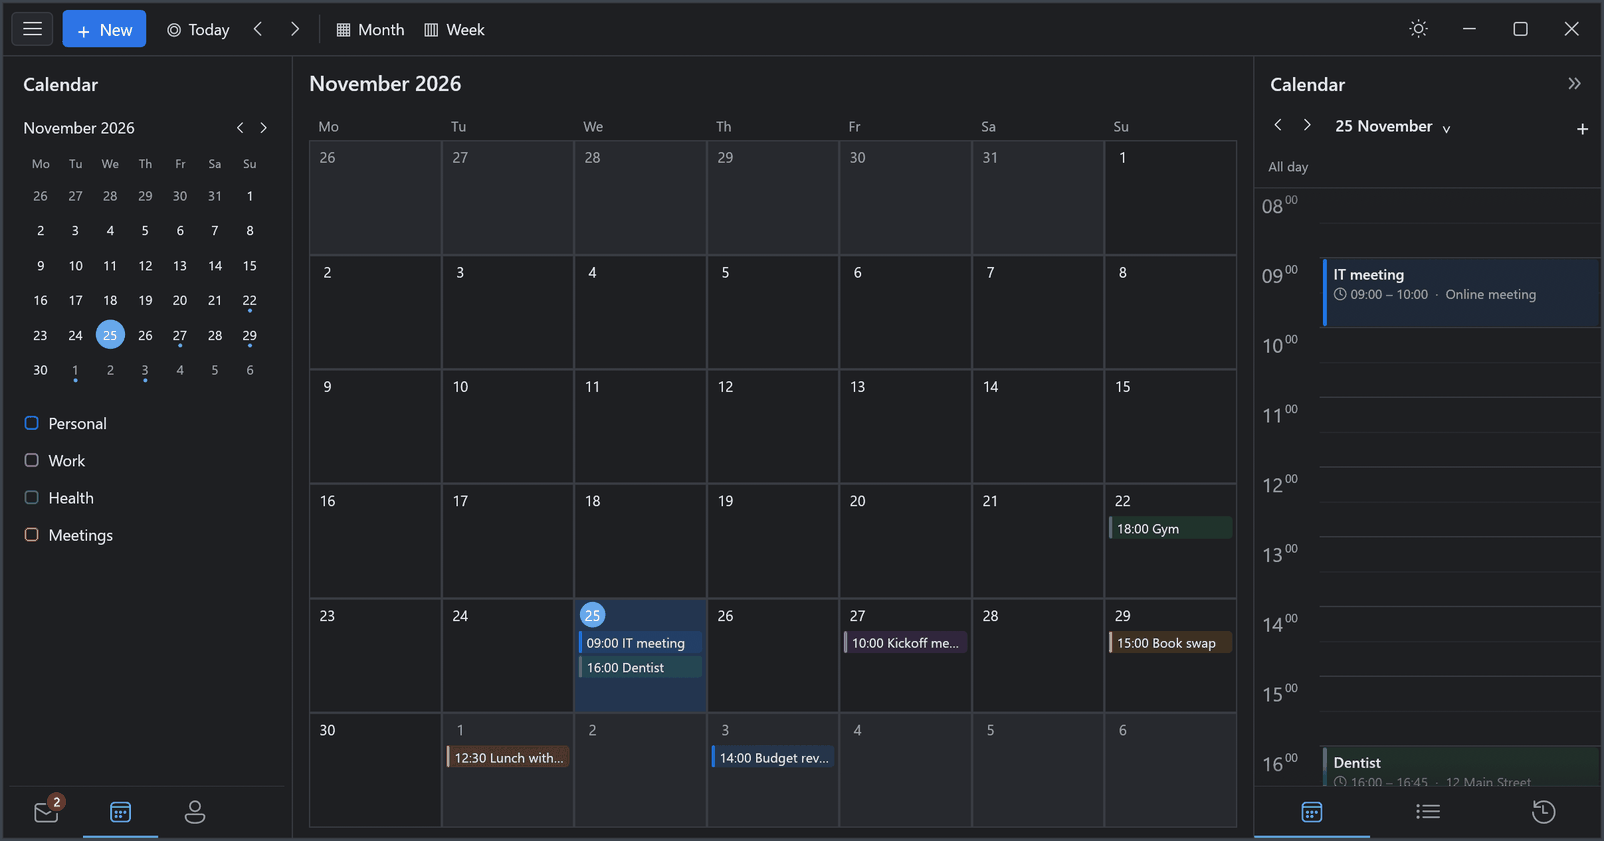 New Today Month Week
Calendar
November 2026
Mo Tu We Th Fr Sa Su
26 27 28 29 30 31 1
2 3 4 5 6 7 8
9 10 11 12 13 14 15
16 17 18 19 20 21 22
23 24 25 26 27 28 29
30 1 2 3 4 5 6
Personal
Work
Health
Meetings
2
November 2026
Mo Tu We Th Fr Sa Su
26 27 28 29 30 31 1
2 3 4 5 6 7 8
9 10 11 12 13 14 15
16 17 18 19 20 21 22
18:00 Gym
23 24 25 26 27 28 29
09:00 IT meeting 10:00 Kickoff me... 15:00 Book swap
16:00 Dentist
30 1 2 3 4 5 6
12:30 Lunch with... 14:00 Budget rev...
Calendar
25 November
All day
08 00
09 00
IT meeting
09:00 – 10:00 · Online meeting
10 00
11 00
12 00
13 00
14 00
15 00
16 00
Dentist
16:00 – 16:45 · 12 Main Street